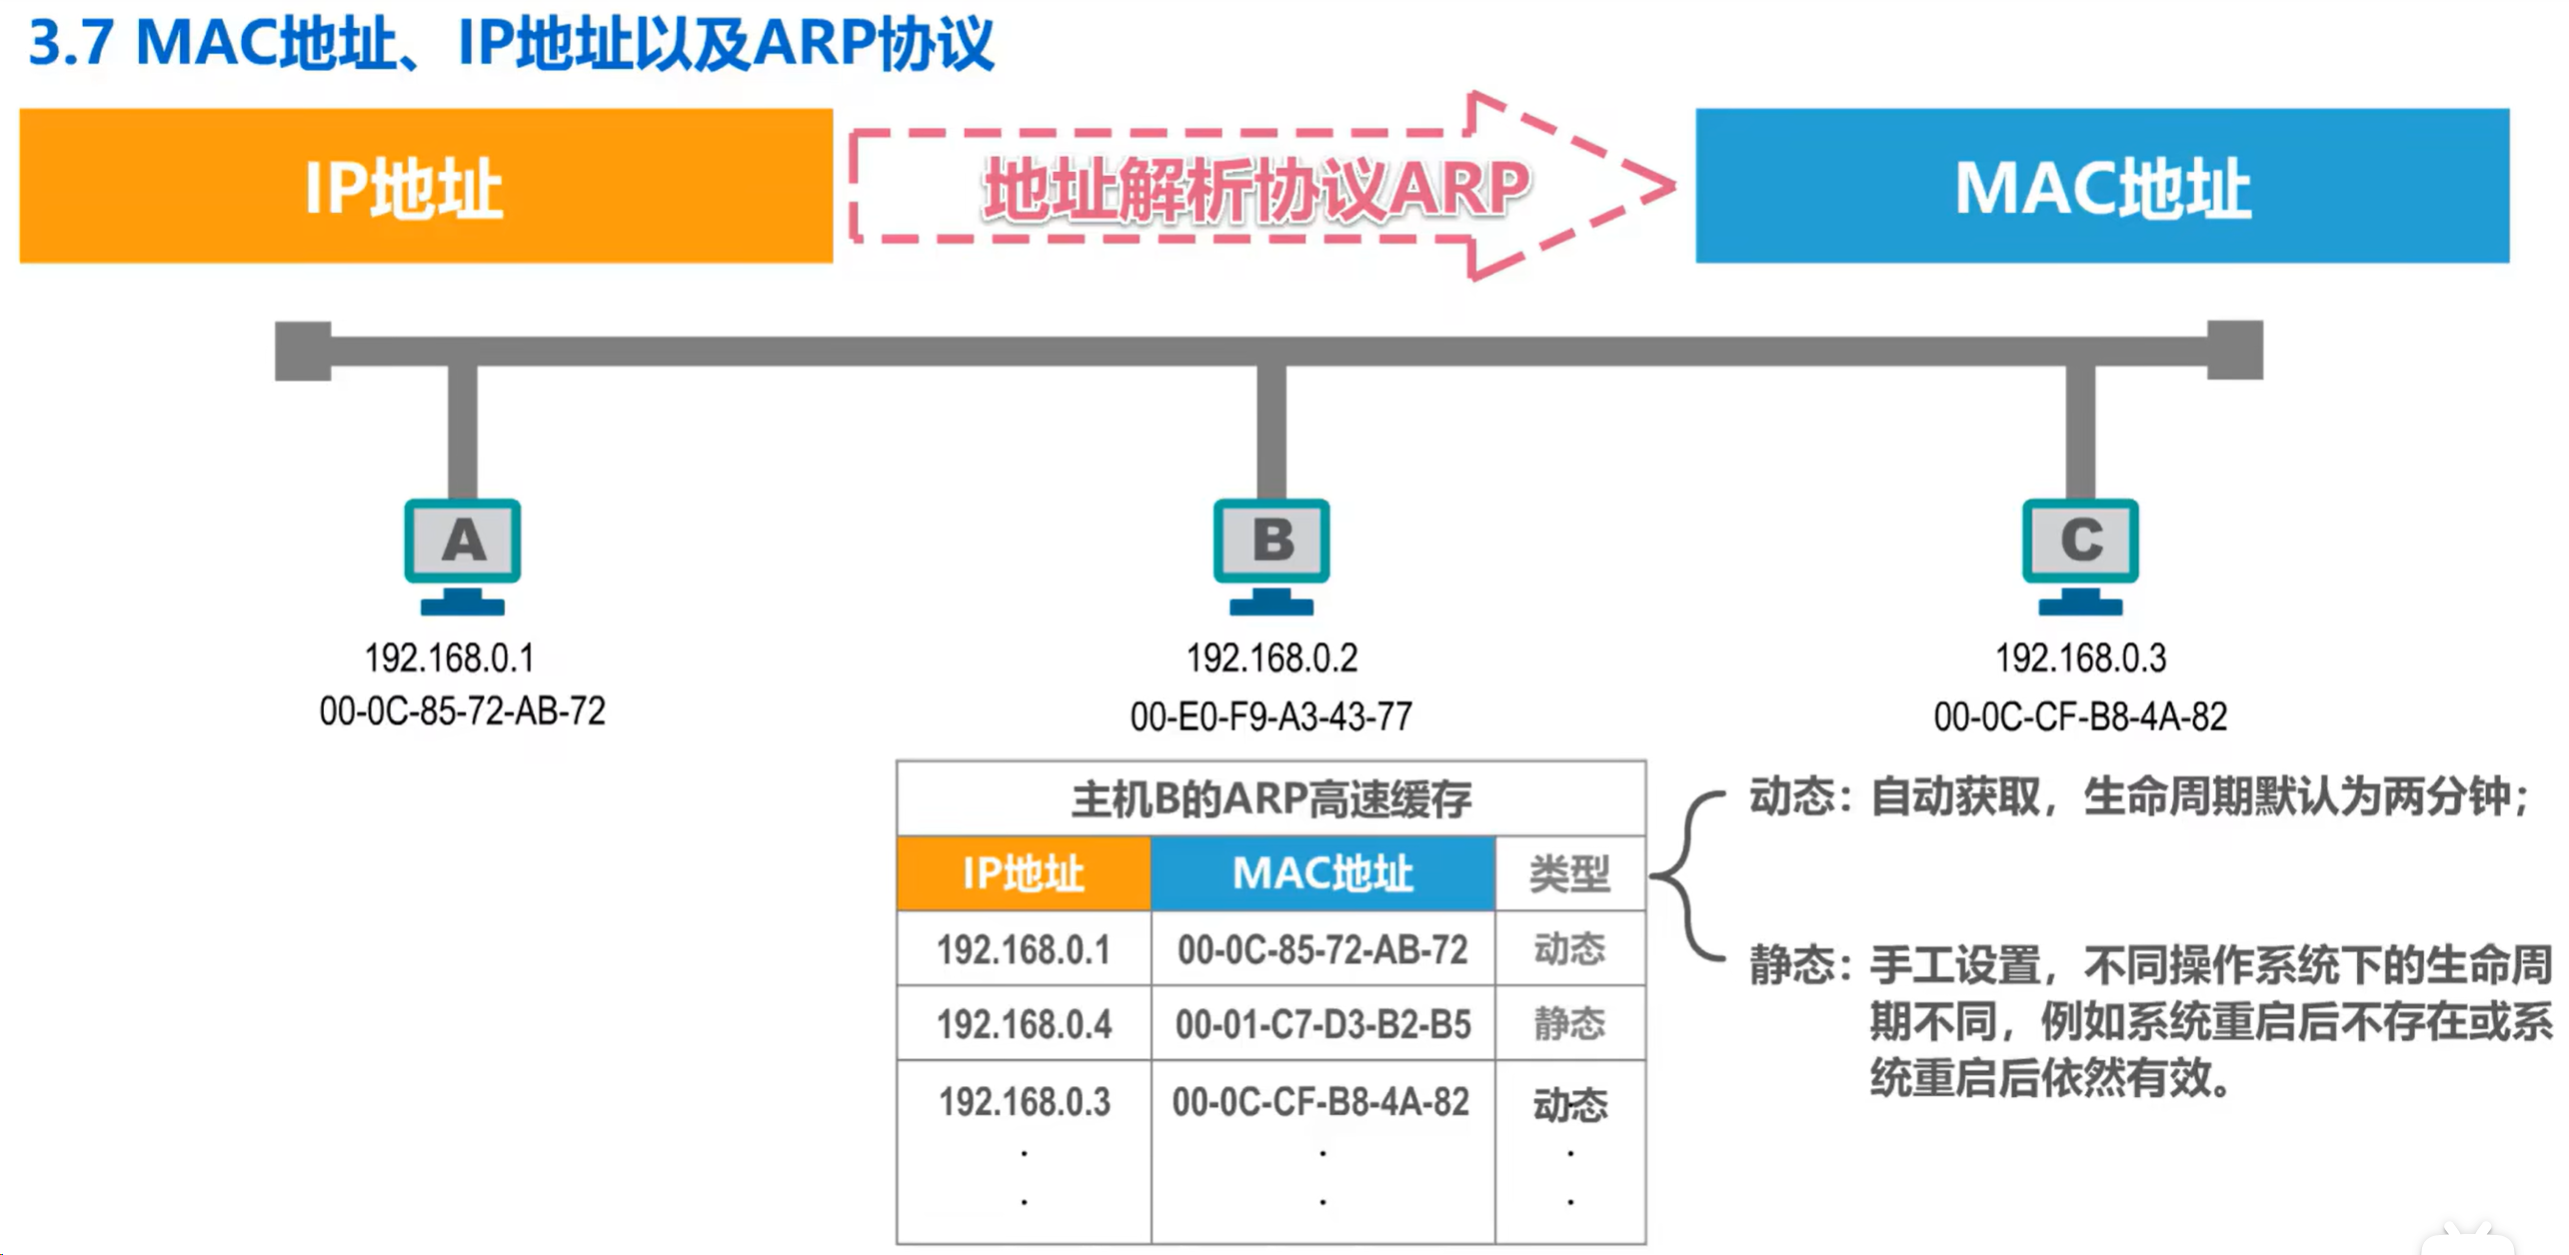 3.7 MAC地址、IP地址以及ARP协议
IP地址
地址解析协议ARP
MAC地址
A
B
C
192.168.0.1
00-0C-85-72-AB-72
192.168.0.2
00-E0-F9-A3-43-77
192.168.0.3
00-0C-CF-B8-4A-82
主机B的ARP高速缓存
IP地址 MAC地址 类型
192.168.0.1 00-0C-85-72-AB-72 动态
192.168.0.4 00-01-C7-D3-B2-B5 静态
192.168.0.3 00-0C-CF-B8-4A-82 动态
. . .
. . .
动态：自动获取，生命周期默认为两分钟；
静态：手工设置，不同操作系统下的生命周
期不同，例如系统重启后不存在或系
统重启后依然有效。